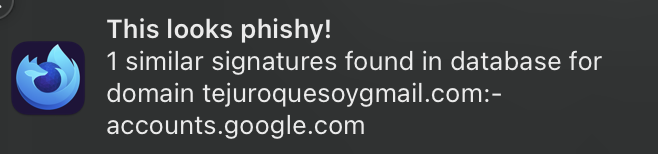 This looks phishy!
1 similar signatures found in database for
domain tejuroquesoygmail.com:-
accounts.google.com